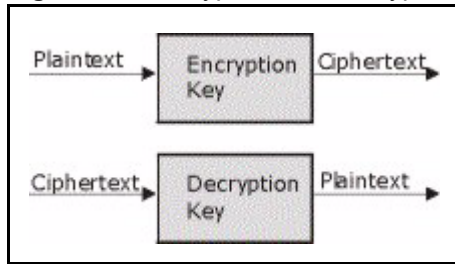 Plaintext
Encryption
Key
Ciphertext
Ciphertext
Decryption
Key
Plaintext